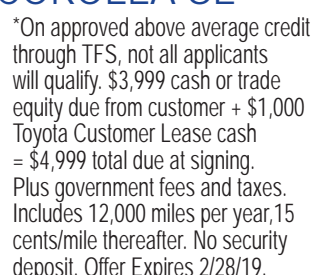 *On approved above average credit
through TFS, not all applicants
will qualify. $3,999 cash or trade
equity due from customer + $1,000
Toyota Customer Lease cash
= $4,999 total due at signing.
Plus government fees and taxes.
Includes 12,000 miles per year,15
cents/mile thereafter. No security
deposit. Offer Expires 2/28/19.